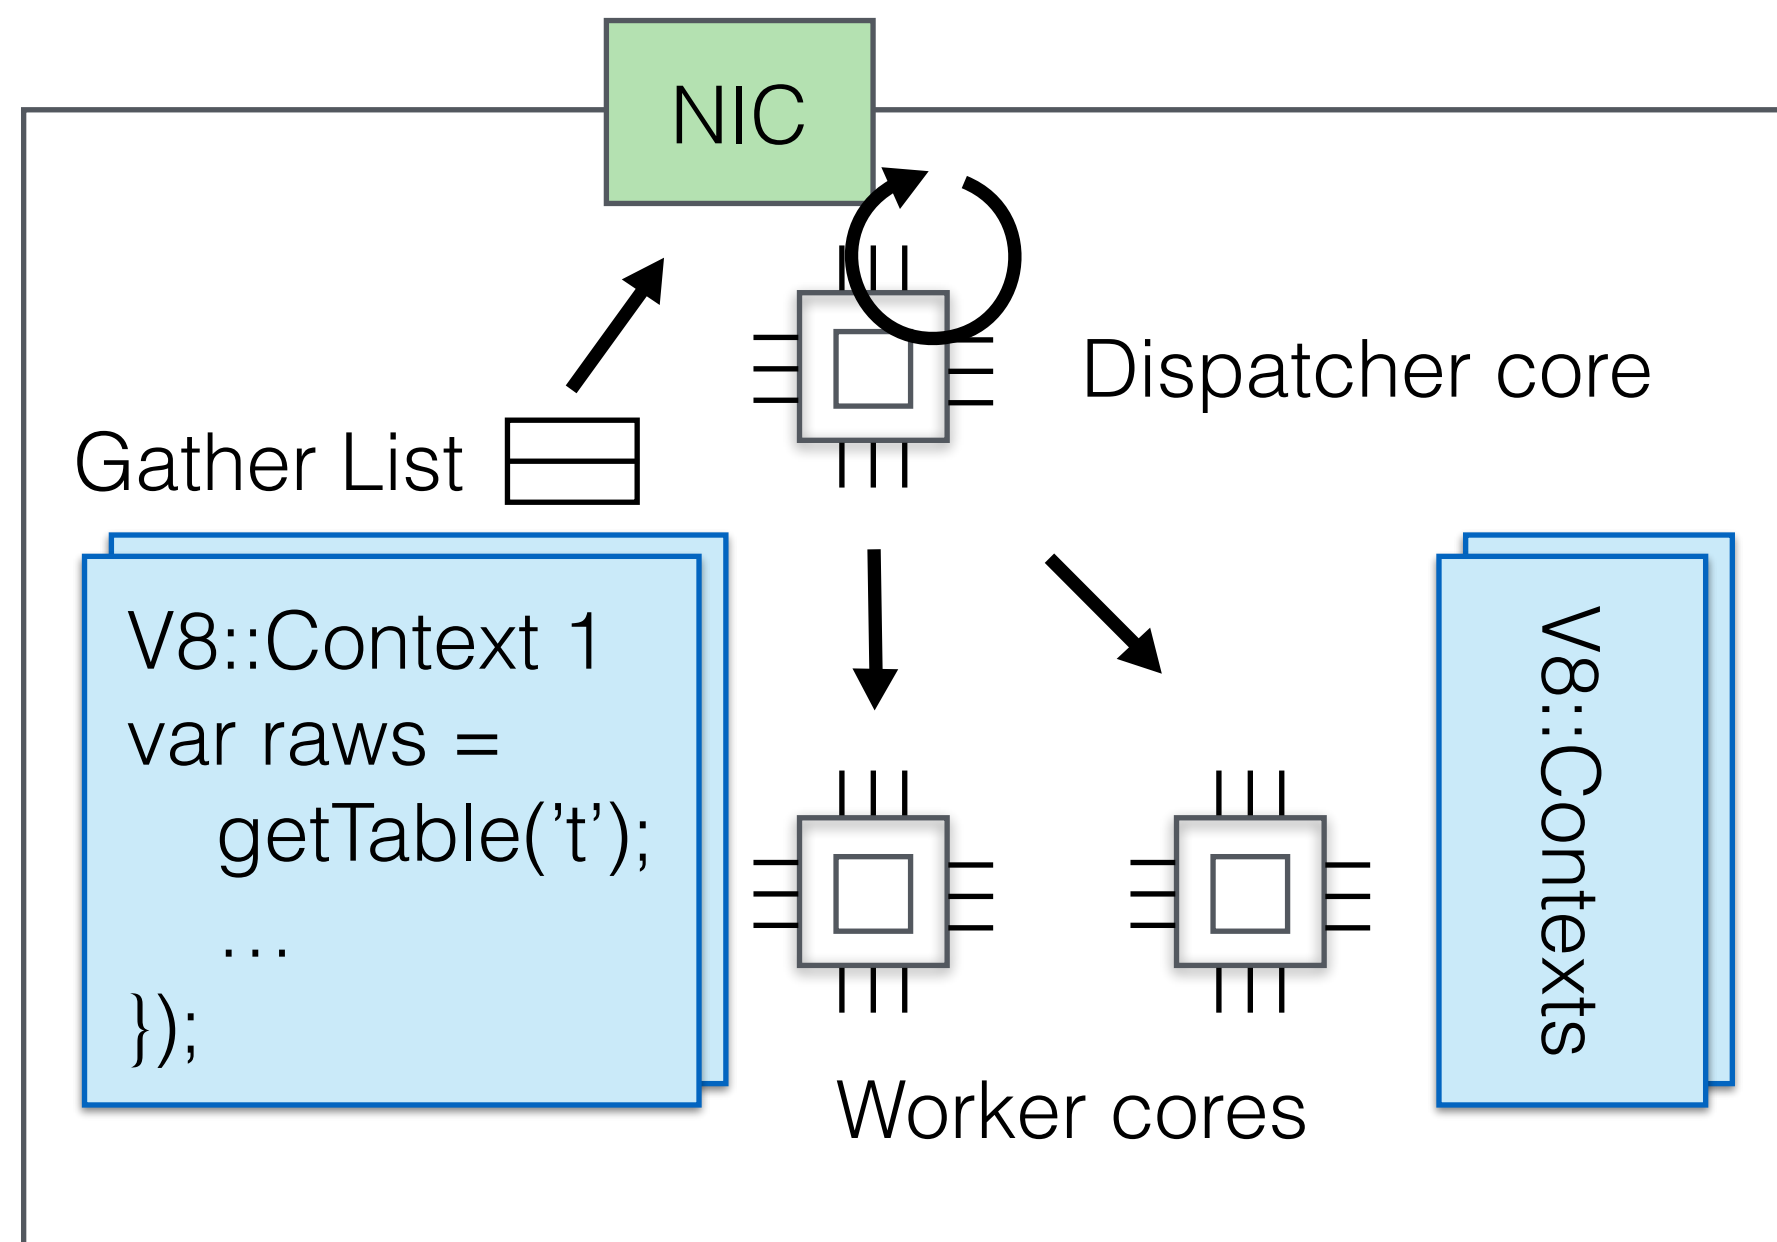 NIC
Dispatcher core
Gather List
V8::Context 1
var raws =
getTable('t’);
...
});
V8::Contexts
Worker cores